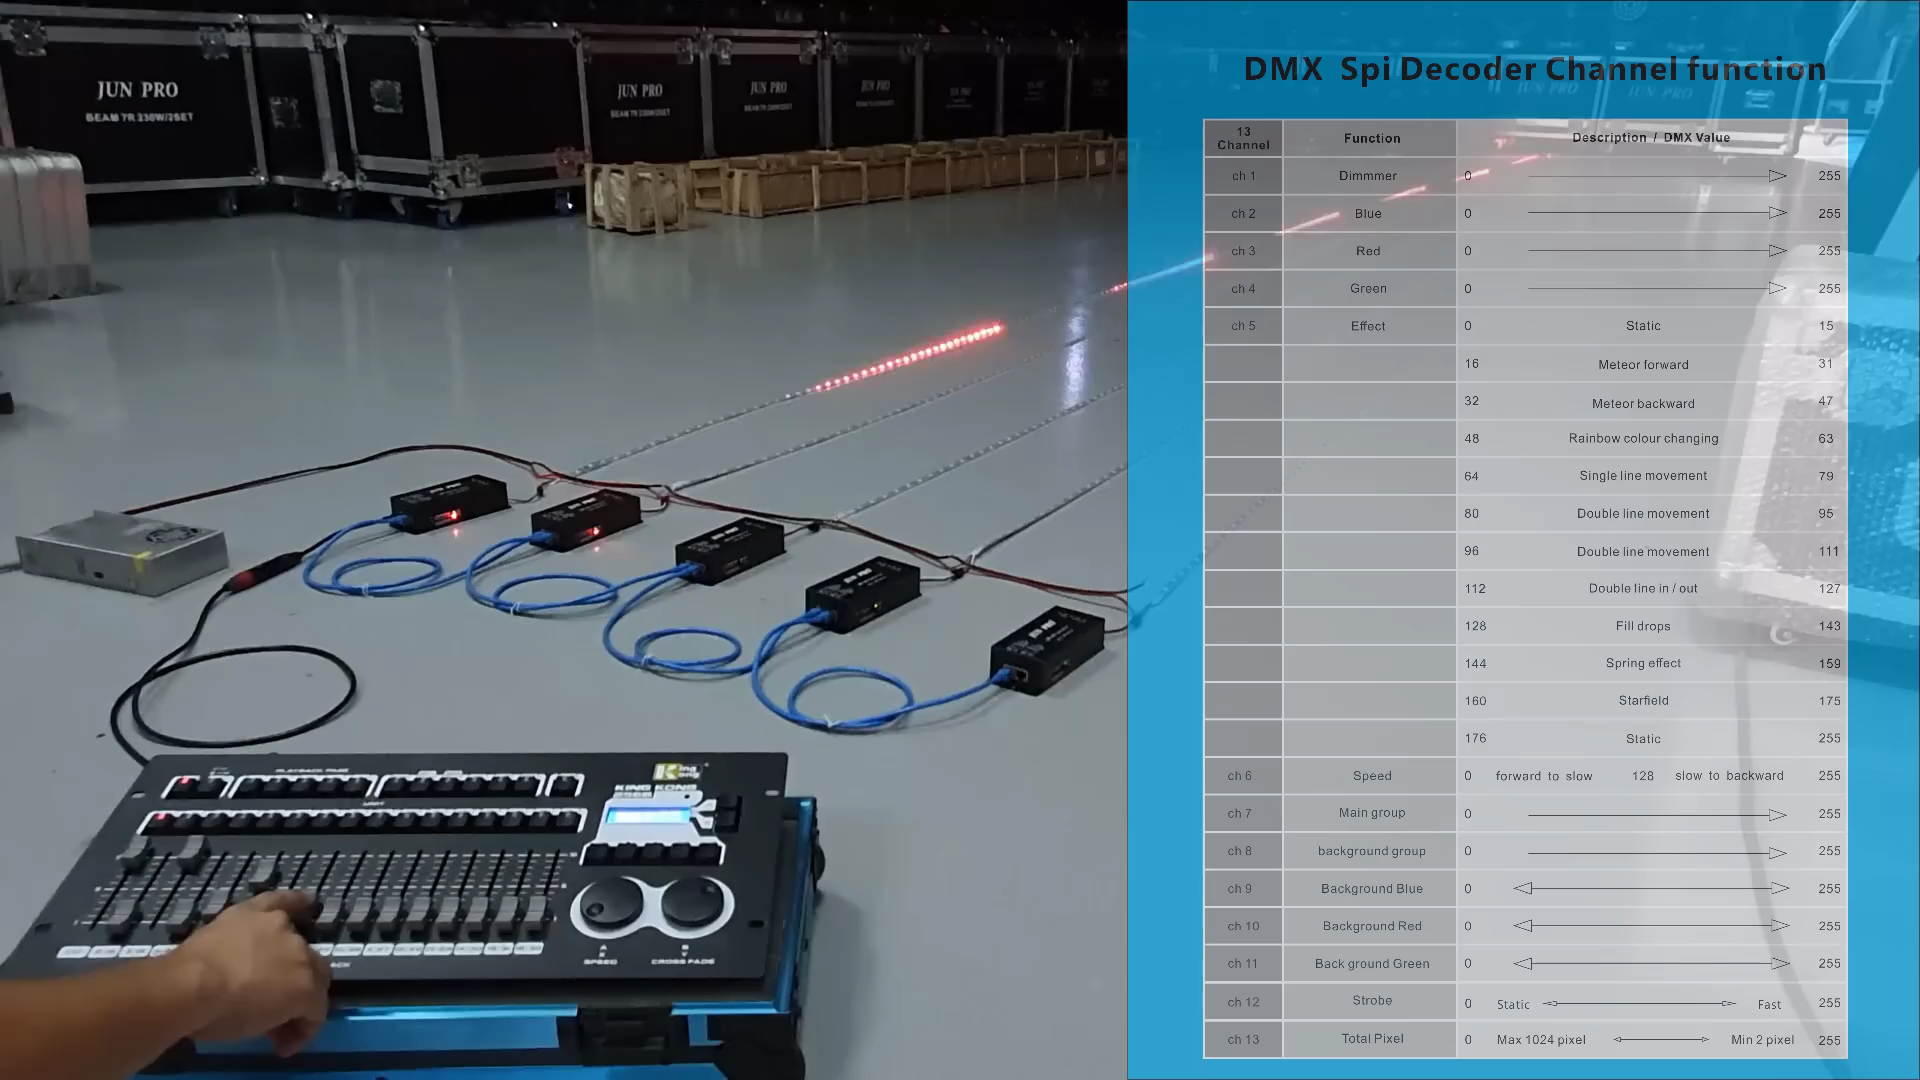 JUN PRO
BEAM 7R 230W/2SET
JUN PRO
JUN PRO
JUN PRO
KING KONG
SPEED
CROSS FADE
DMX Spi Decoder Channel function
13 Channel Function Description / DMX Value
ch 1 Dimmmer 0 255
ch 2 Blue 0 255
ch 3 Red 0 255
ch 4 Green 0 255
ch 5 Effect 0 Static 15
16 Meteor forward 31
32 Meteor backward 47
48 Rainbow colour changing 63
64 Single line movement 79
80 Double line movement 95
96 Double line movement 111
112 Double line in / out 127
128 Fill drops 143
144 Spring effect 159
160 Starfield 175
176 Static 255
ch 6 Speed 0 forward to slow 128 slow to backward 255
ch 7 Main group 0 255
ch 8 background group 0 255
ch 9 Background Blue 0 255
ch 10 Background Red 0 255
ch 11 Back ground Green 0 255
ch 12 Strobe 0 Static Fast 255
ch 13 Total Pixel 0 Max 1024 pixel Min 2 pixel 255